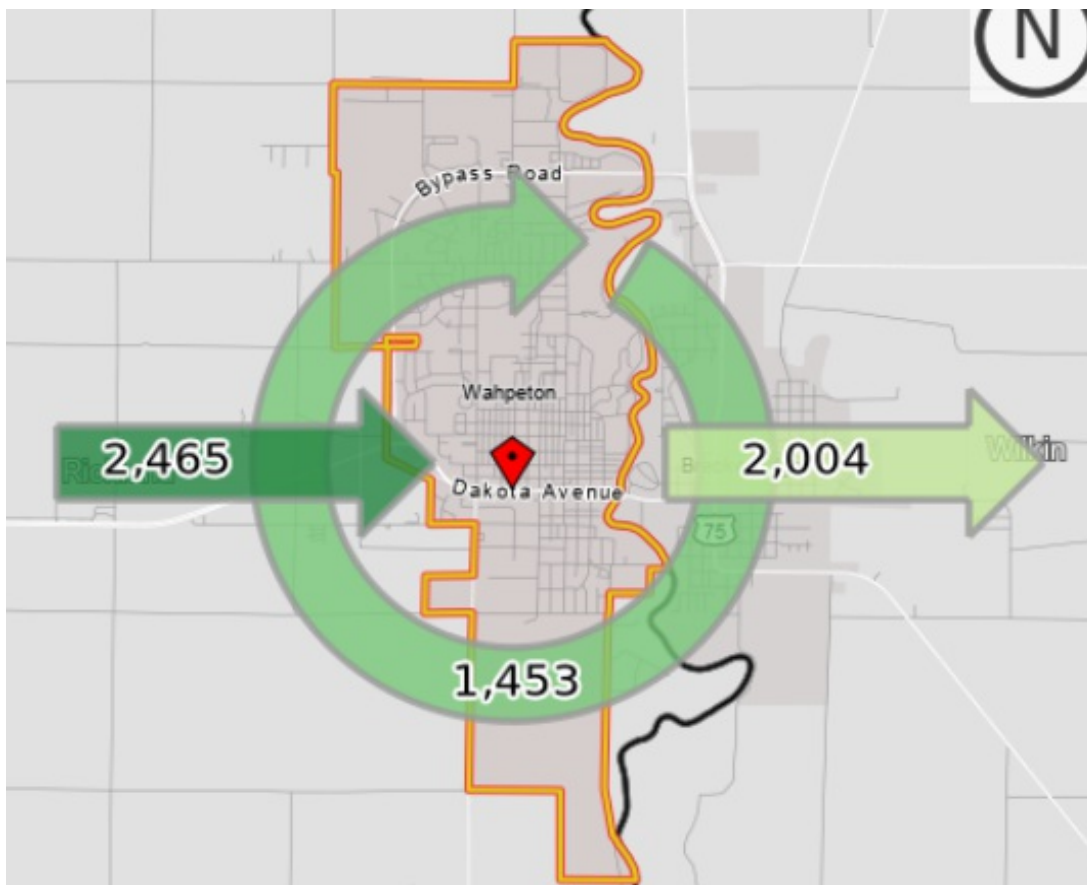 N
Bypass Road
Wahpeton
2,465
2,004
Wilkin
Dakota Avenue
75
1,453